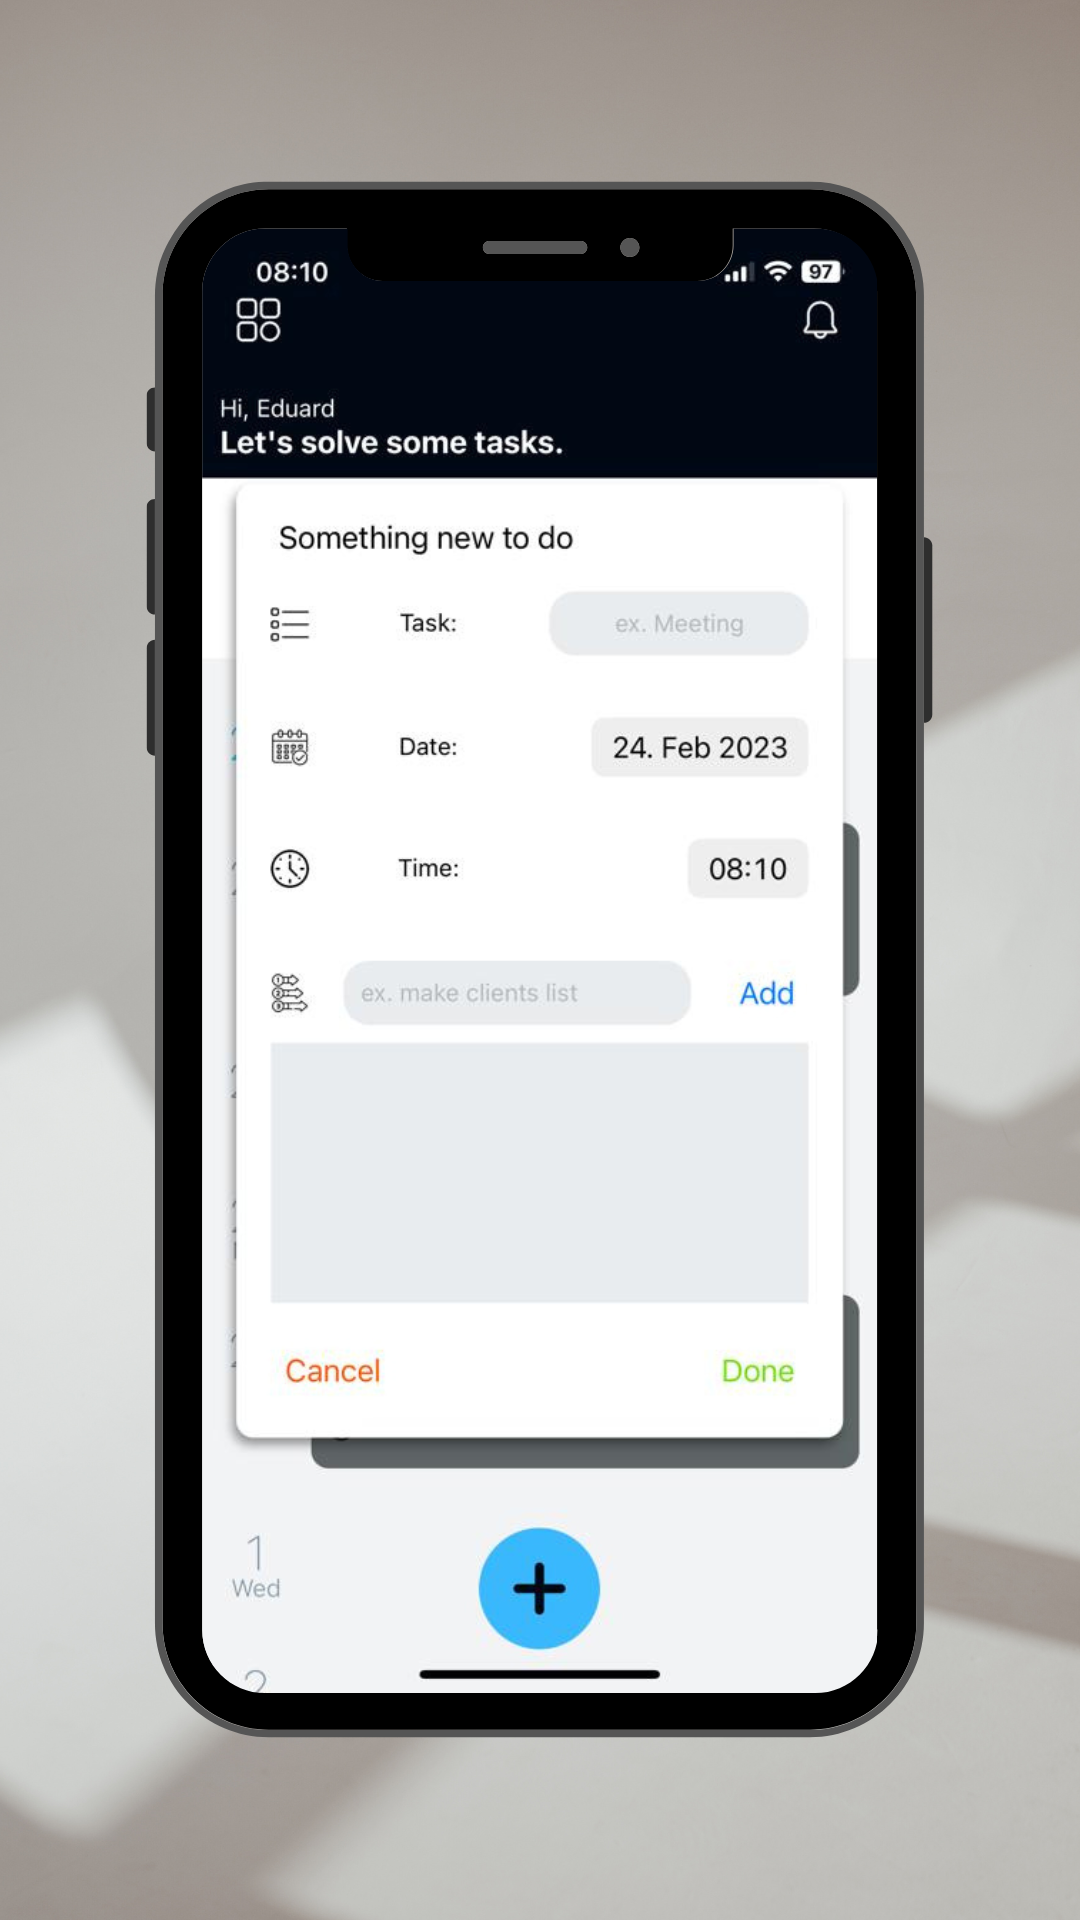 08:10
97
Hi, Eduard
Let's solve some tasks.
Something new to do
Task: ex. Meeting
Date: 24. Feb 2023
Time: 08:10
ex. make clients list Add
Cancel Done
1
Wed
2